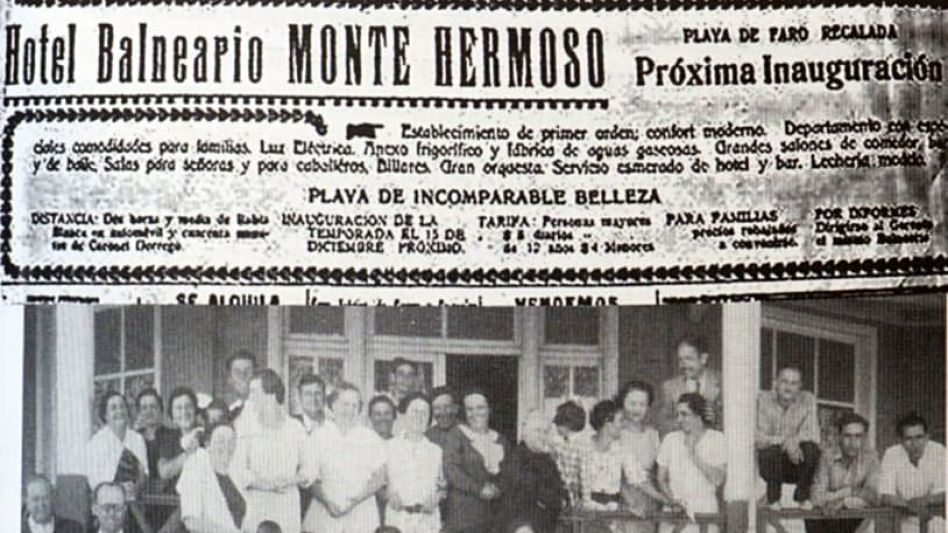 Hotel Balneario MONTE HERMOSO
PLAYA DE FARO RECALADA
Próxima Inauguración
Establecimiento de primer orden; confort moderno. Departamento con espe
ciales comodidades para familias. Luz Eléctrica. Anexo frigorífico y fábrica de aguas gaseosas. Grandes salones de comedor, bar
y de baile. Salas para señoras y para caballeros. Billares. Gran orquesta. Servicio esmerado de hotel y bar. Lechería modelo.
PLAYA DE INCOMPARABLE BELLEZA
DISTANCIA: Dos horas y media de Bahía
Blanca en automóvil y cuarenta minu-
tos de Coronel Dorrego.
INAUGURACIÓN DE LA
TEMPORADA EL 15 DE
DICIEMBRE PRÓXIMO.
TARIFA: Personas mayores
$ 8 diarios
de 12 años $4 Menores
PARA FAMILIAS
precios rebajados
a convenirse.
POR INFORMES
Dirigirse al Gerente
el mismo Balneario
SE ALQUILA
VENDEMOS